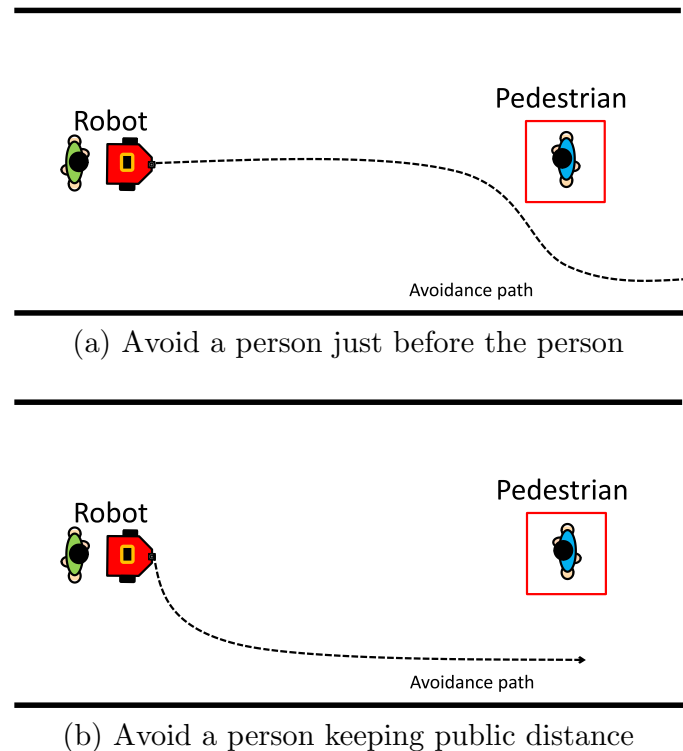 Robot
Pedestrian
Avoidance path
(a) Avoid a person just before the person
Robot
Pedestrian
Avoidance path
(b) Avoid a person keeping public distance